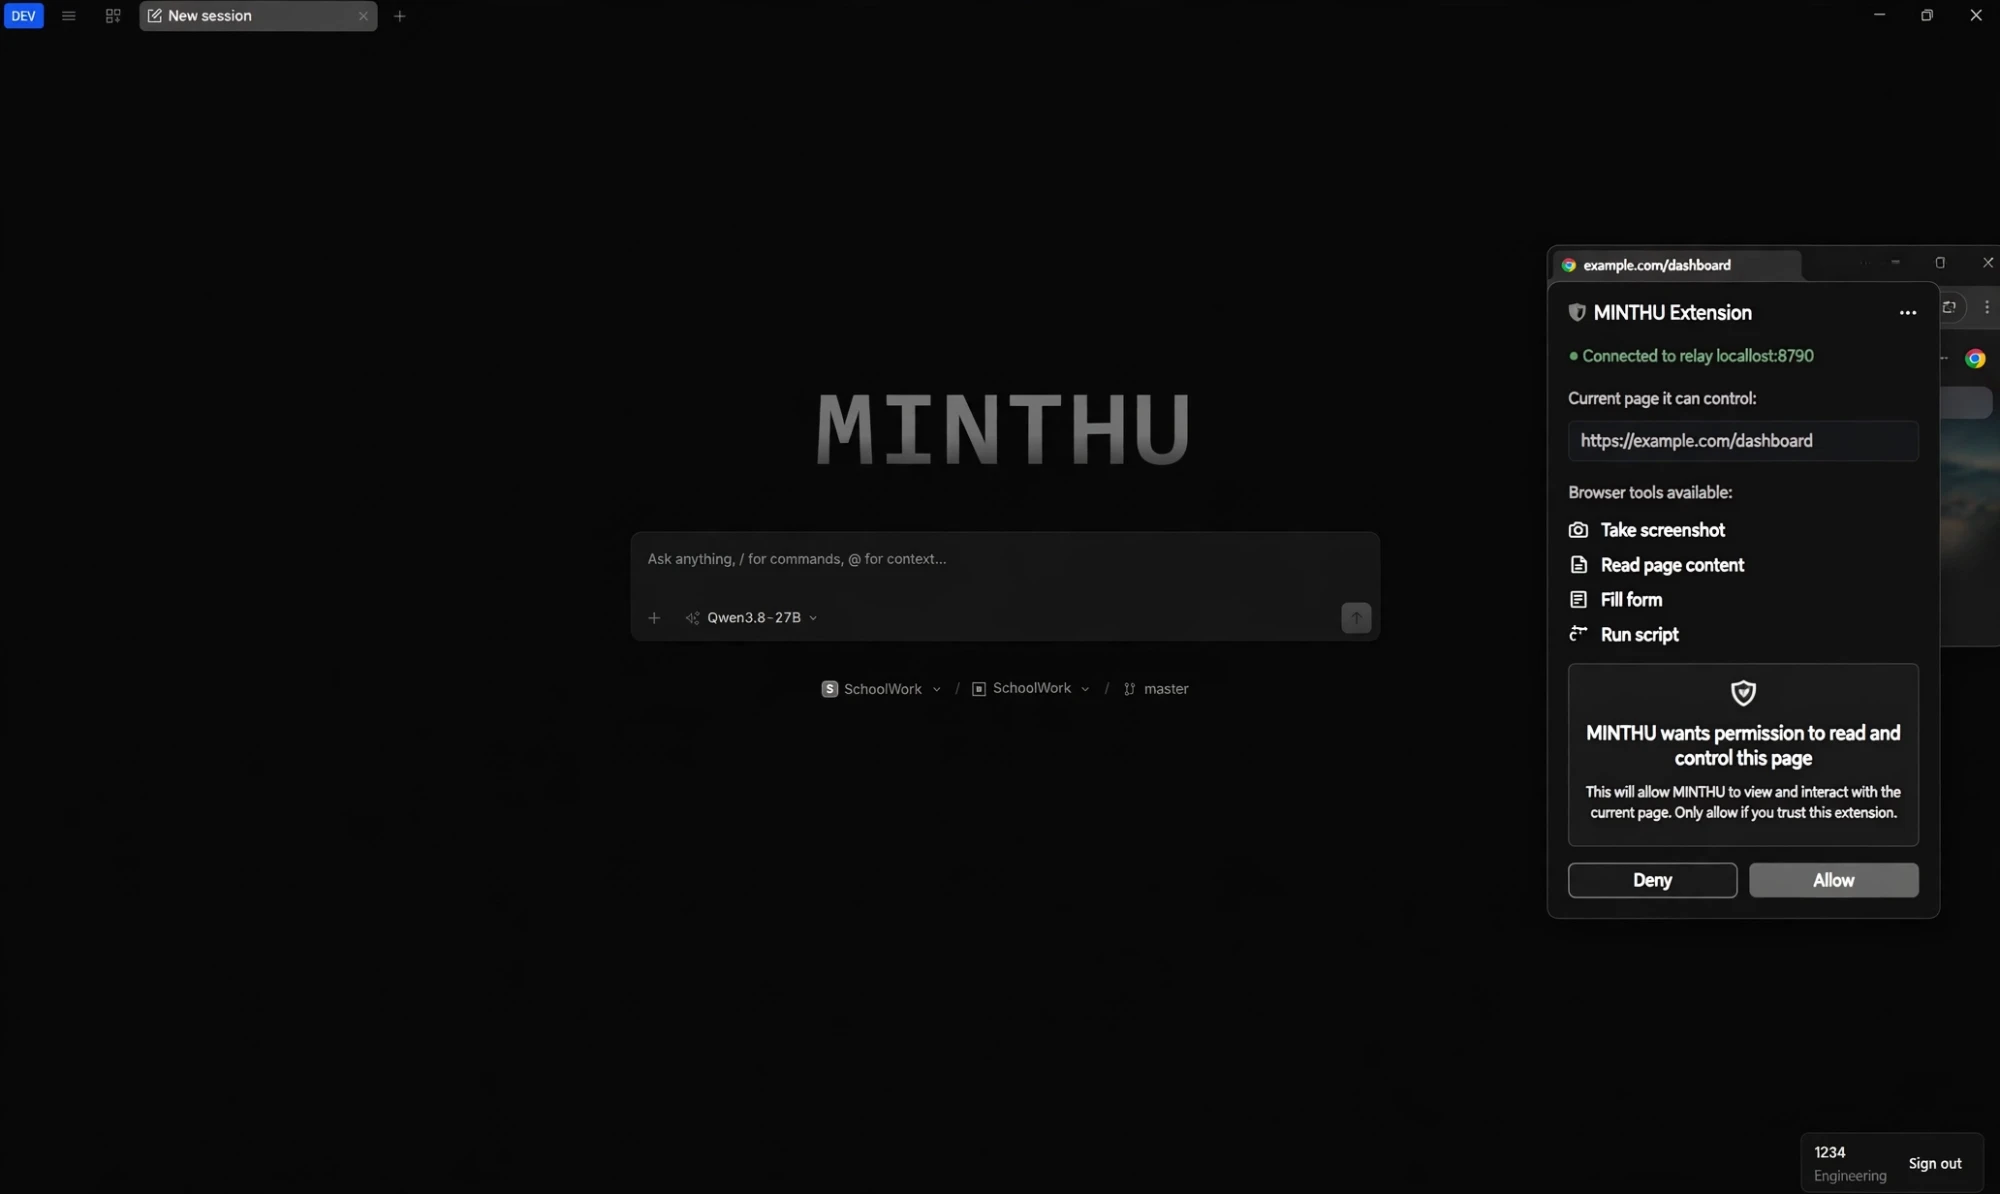 DEV
New session
MINTHU
Ask anything, / for commands, @ for context...
Qwen3.8-27B
S SchoolWork / SchoolWork / master
example.com/dashboard
MINTHU Extension
Connected to relay locallost:8790
Current page it can control:
https://example.com/dashboard
Browser tools available:
Take screenshot
Read page content
Fill form
Run script
MINTHU wants permission to read and
control this page
This will allow MINTHU to view and interact with the
current page. Only allow if you trust this extension.
Deny
Allow
1234
Engineering
Sign out